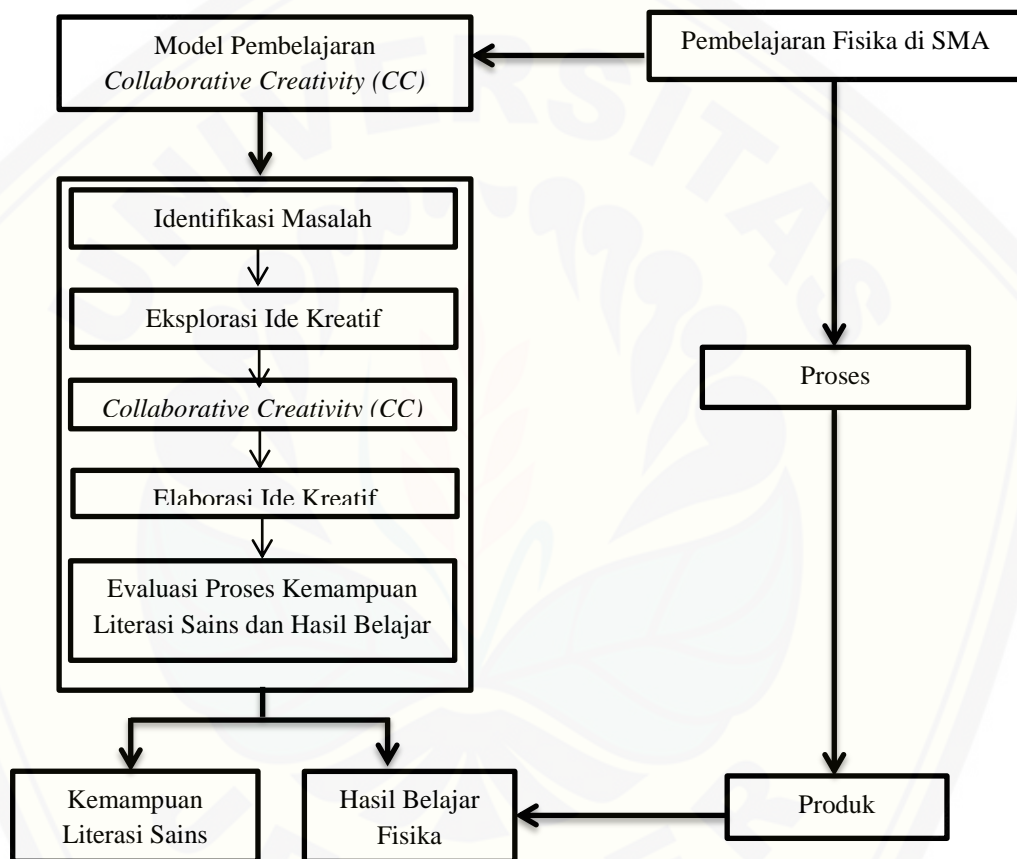 Model Pembelajaran
Collaborative Creativity (CC)
Pembelajaran Fisika di SMA
Identifikasi Masalah
Eksplorasi Ide Kreatif
Collaborative Creativity (CC)
Elaborasi Ide Kreatif
Evaluasi Proses Kemampuan
Literasi Sains dan Hasil Belajar
Proses
Kemampuan
Literasi Sains
Hasil Belajar
Fisika
Produk
UNIVERSITAS